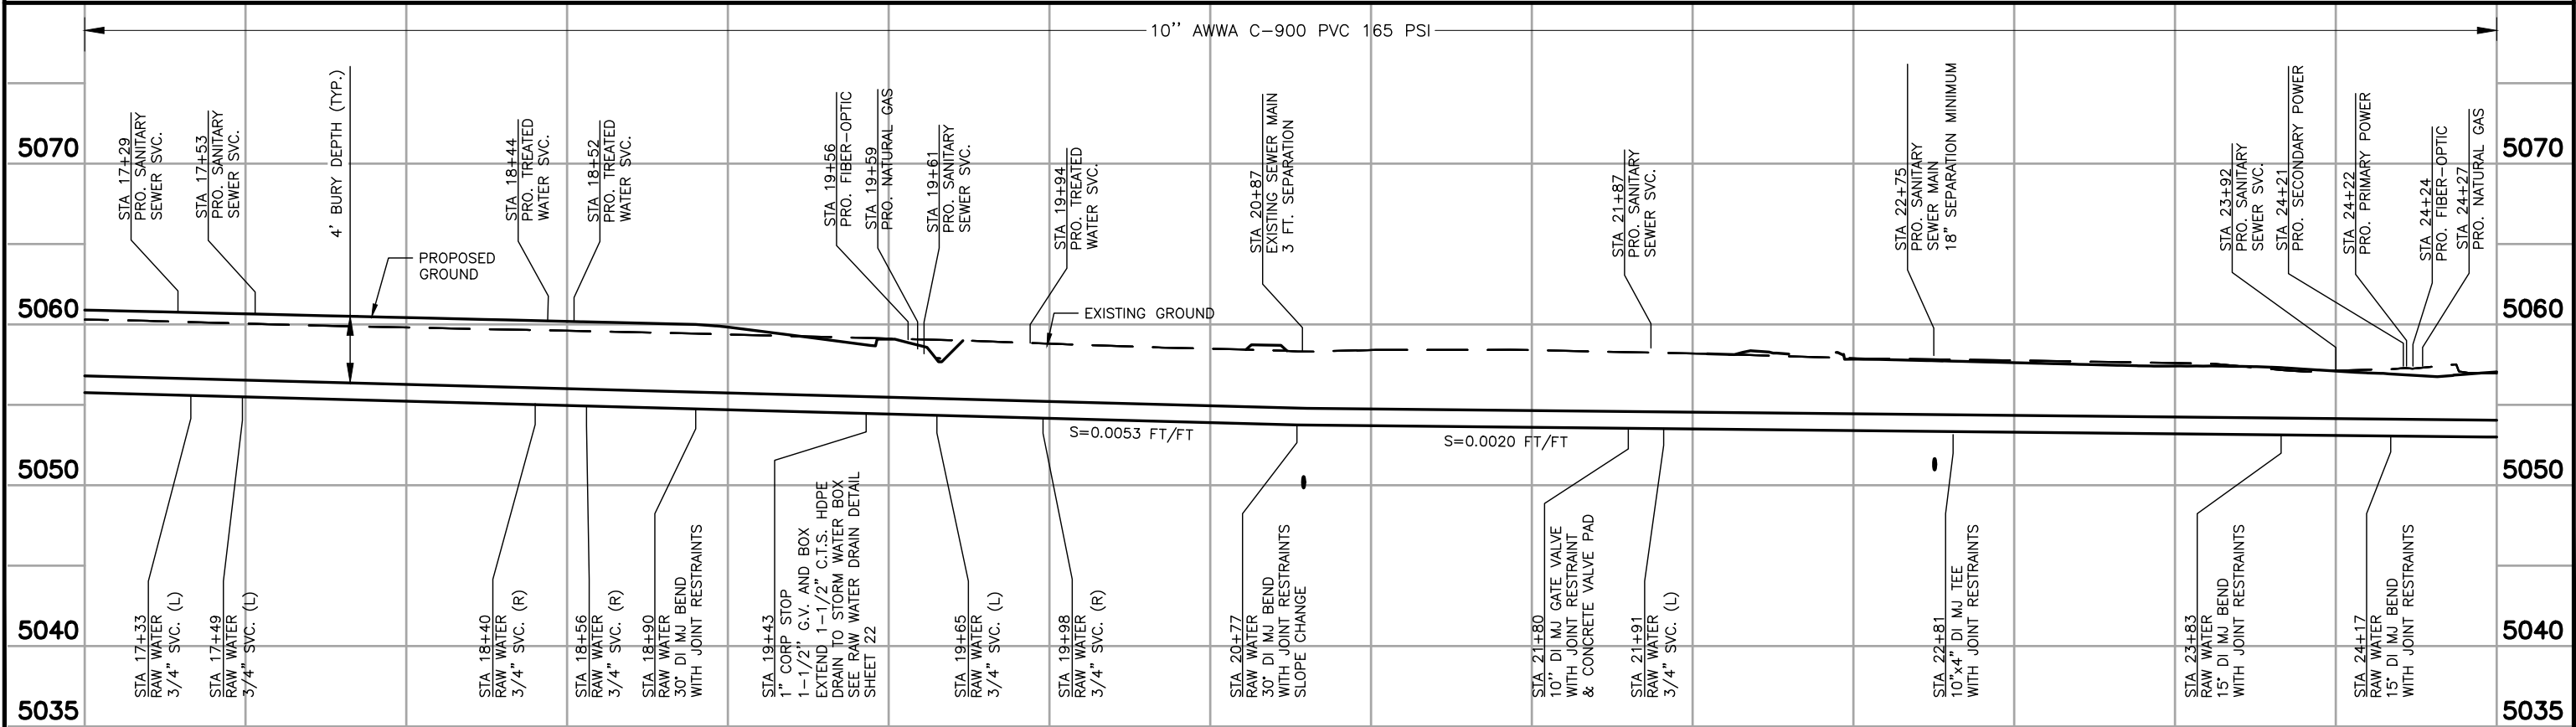 10'' AWWA C-900 PVC 165 PSI
STA 17+29
PRO. SANITARY
SEWER SVC.
STA 17+53
PRO. SANITARY
SEWER SVC.
4' BURY DEPTH (TYP.)
PROPOSED
GROUND
STA 18+44
PRO. TREATED
WATER SVC.
STA 18+52
PRO. TREATED
WATER SVC.
STA 19+56
PRO. FIBER-OPTIC
STA 19+59
PRO. NATURAL GAS
STA 19+61
PRO. SANITARY
SEWER SVC.
STA 19+94
PRO. TREATED
WATER SVC.
EXISTING GROUND
STA 20+87
EXISTING SEWER MAIN
3 FT. SEPARATION
STA 21+87
PRO. SANITARY
SEWER SVC.
STA 22+75
PRO. SANITARY
SEWER MAIN
18" SEPARATION MINIMUM
STA 23+92
PRO. SANITARY
SEWER SVC.
STA 24+21
PRO. SECONDARY POWER
STA 24+22
PRO. PRIMARY POWER
STA 24+24
PRO. FIBER-OPTIC
STA 24+27
PRO. NATURAL GAS
5070
5060
5050
5040
5035
5070
5060
5050
5040
5035
S=0.0053 FT/FT
S=0.0020 FT/FT
STA 17+33
RAW WATER
3/4" SVC. (L)
STA 17+49
RAW WATER
3/4" SVC. (L)
STA 18+40
RAW WATER
3/4" SVC. (R)
STA 18+56
RAW WATER
3/4" SVC. (R)
STA 18+90
RAW WATER
30° DI MJ BEND
WITH JOINT RESTRAINTS
STA 19+43
1" CORP STOP
1-1/2" G.V. AND BOX
EXTEND 1-1/2" C.T.S. HDPE
DRAIN TO STORM WATER BOX
SEE RAW WATER DRAIN DETAIL
SHEET 22
STA 19+65
RAW WATER
3/4" SVC. (L)
STA 19+98
RAW WATER
3/4" SVC. (R)
STA 20+77
RAW WATER
30° DI MJ BEND
WITH JOINT RESTRAINTS
SLOPE CHANGE
STA 21+80
10'' DI MJ GATE VALVE
WITH JOINT RESTRAINT
& CONCRETE VALVE PAD
STA 21+91
RAW WATER
3/4" SVC. (L)
STA 22+81
10"x4" DI MJ TEE
WITH JOINT RESTRAINTS
STA 23+83
RAW WATER
15° DI MJ BEND
WITH JOINT RESTRAINTS
STA 24+17
RAW WATER
15° DI MJ BEND
WITH JOINT RESTRAINTS